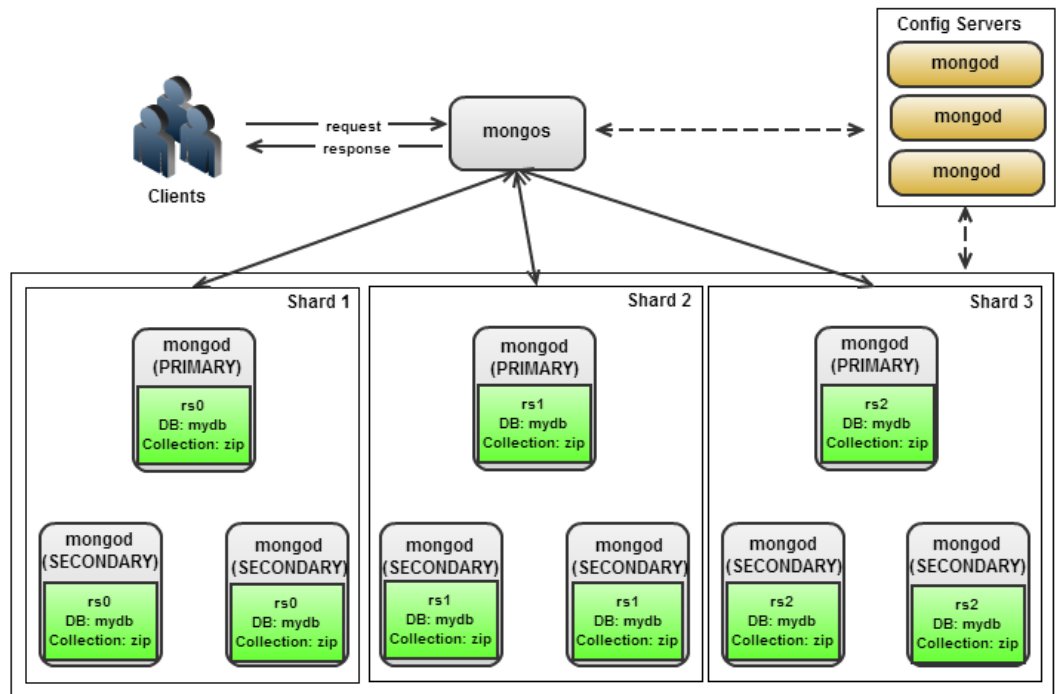 Config Servers
mongod
mongod
mongod
request
response
mongos
Clients
Shard 1
mongod
(PRIMARY)
rs0
DB: mydb
Collection: zip
mongod
(SECONDARY)
rs0
DB: mydb
Collection: zip
mongod
(SECONDARY)
rs0
DB: mydb
Collection: zip
Shard 2
mongod
(PRIMARY)
rs1
DB: mydb
Collection: zip
mongod
(SECONDARY)
rs1
DB: mydb
Collection: zip
mongod
(SECONDARY)
rs1
DB: mydb
Collection: zip
Shard 3
mongod
(PRIMARY)
rs2
DB: mydb
Collection: zip
mongod
(SECONDARY)
rs2
DB: mydb
Collection: zip
mongod
(SECONDARY)
rs2
DB: mydb
Collection: zip